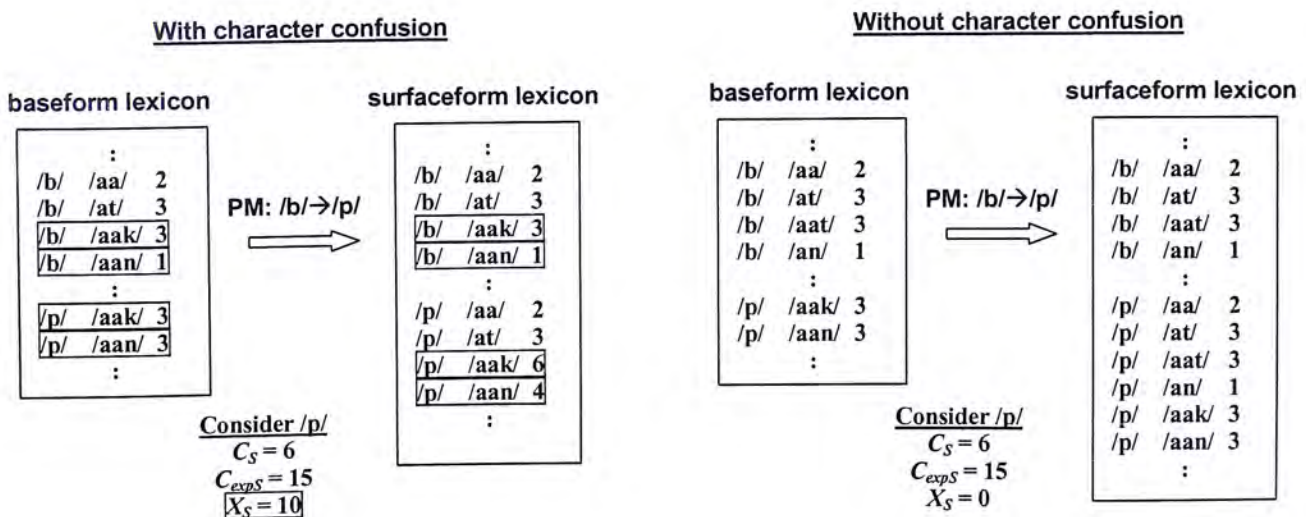 With character confusion
baseform lexicon
:
/b/ /aa/ 2
/b/ /at/ 3
/b/ /aak/ 3
/b/ /aan/ 1
:
/p/ /aak/ 3
/p/ /aan/ 3
:
PM: /b/→/p/
surfaceform lexicon
:
/b/ /aa/ 2
/b/ /at/ 3
/b/ /aak/ 3
/b/ /aan/ 1
:
/p/ /aa/ 2
/p/ /at/ 3
/p/ /aak/ 6
/p/ /aan/ 4
:
Consider /p/
C_S = 6
C_expS = 15
X_S = 10
Without character confusion
baseform lexicon
:
/b/ /aa/ 2
/b/ /at/ 3
/b/ /aat/ 3
/b/ /an/ 1
:
/p/ /aak/ 3
/p/ /aan/ 3
:
PM: /b/→/p/
surfaceform lexicon
:
/b/ /aa/ 2
/b/ /at/ 3
/b/ /aat/ 3
/b/ /an/ 1
:
/p/ /aa/ 2
/p/ /at/ 3
/p/ /aat/ 3
/p/ /an/ 1
/p/ /aak/ 3
/p/ /aan/ 3
:
Consider /p/
C_S = 6
C_expS = 15
X_S = 0